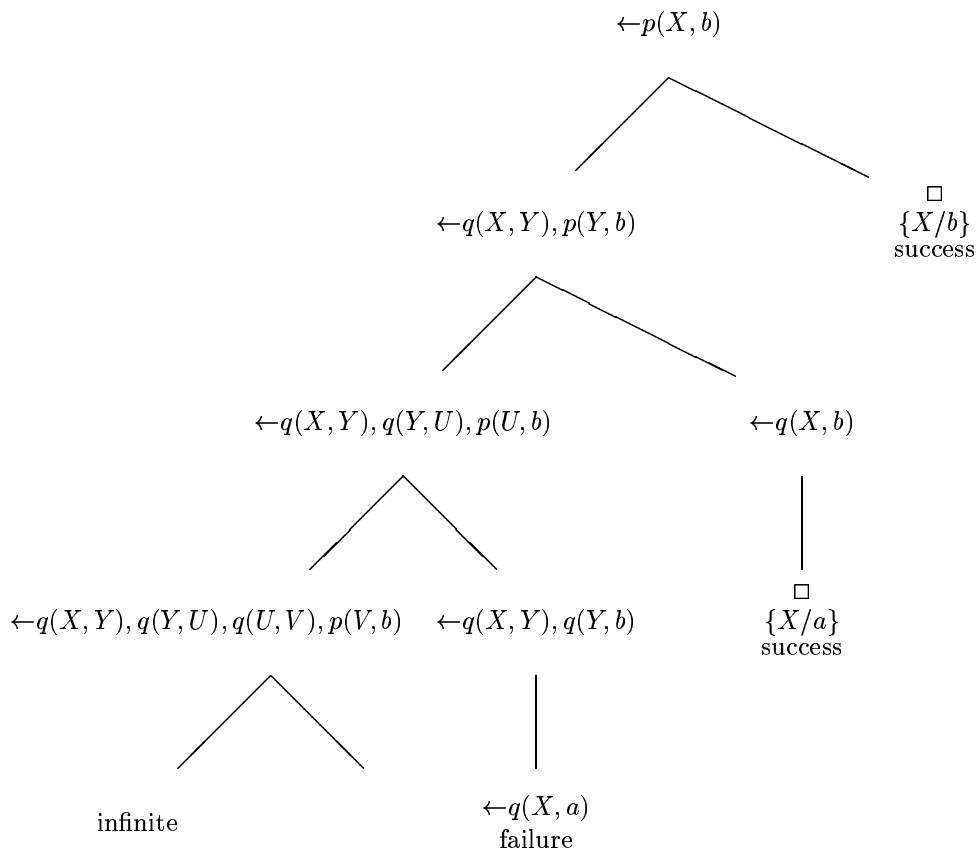 ←p(X, b)
□
←q(X, Y), p(Y, b)
{X/b}
success
←q(X, Y), q(Y, U), p(U, b)
←q(X, b)
□
←q(X, Y), q(Y, U), q(U, V), p(V, b)
←q(X, Y), q(Y, b)
{X/a}
success
infinite
←q(X, a)
failure